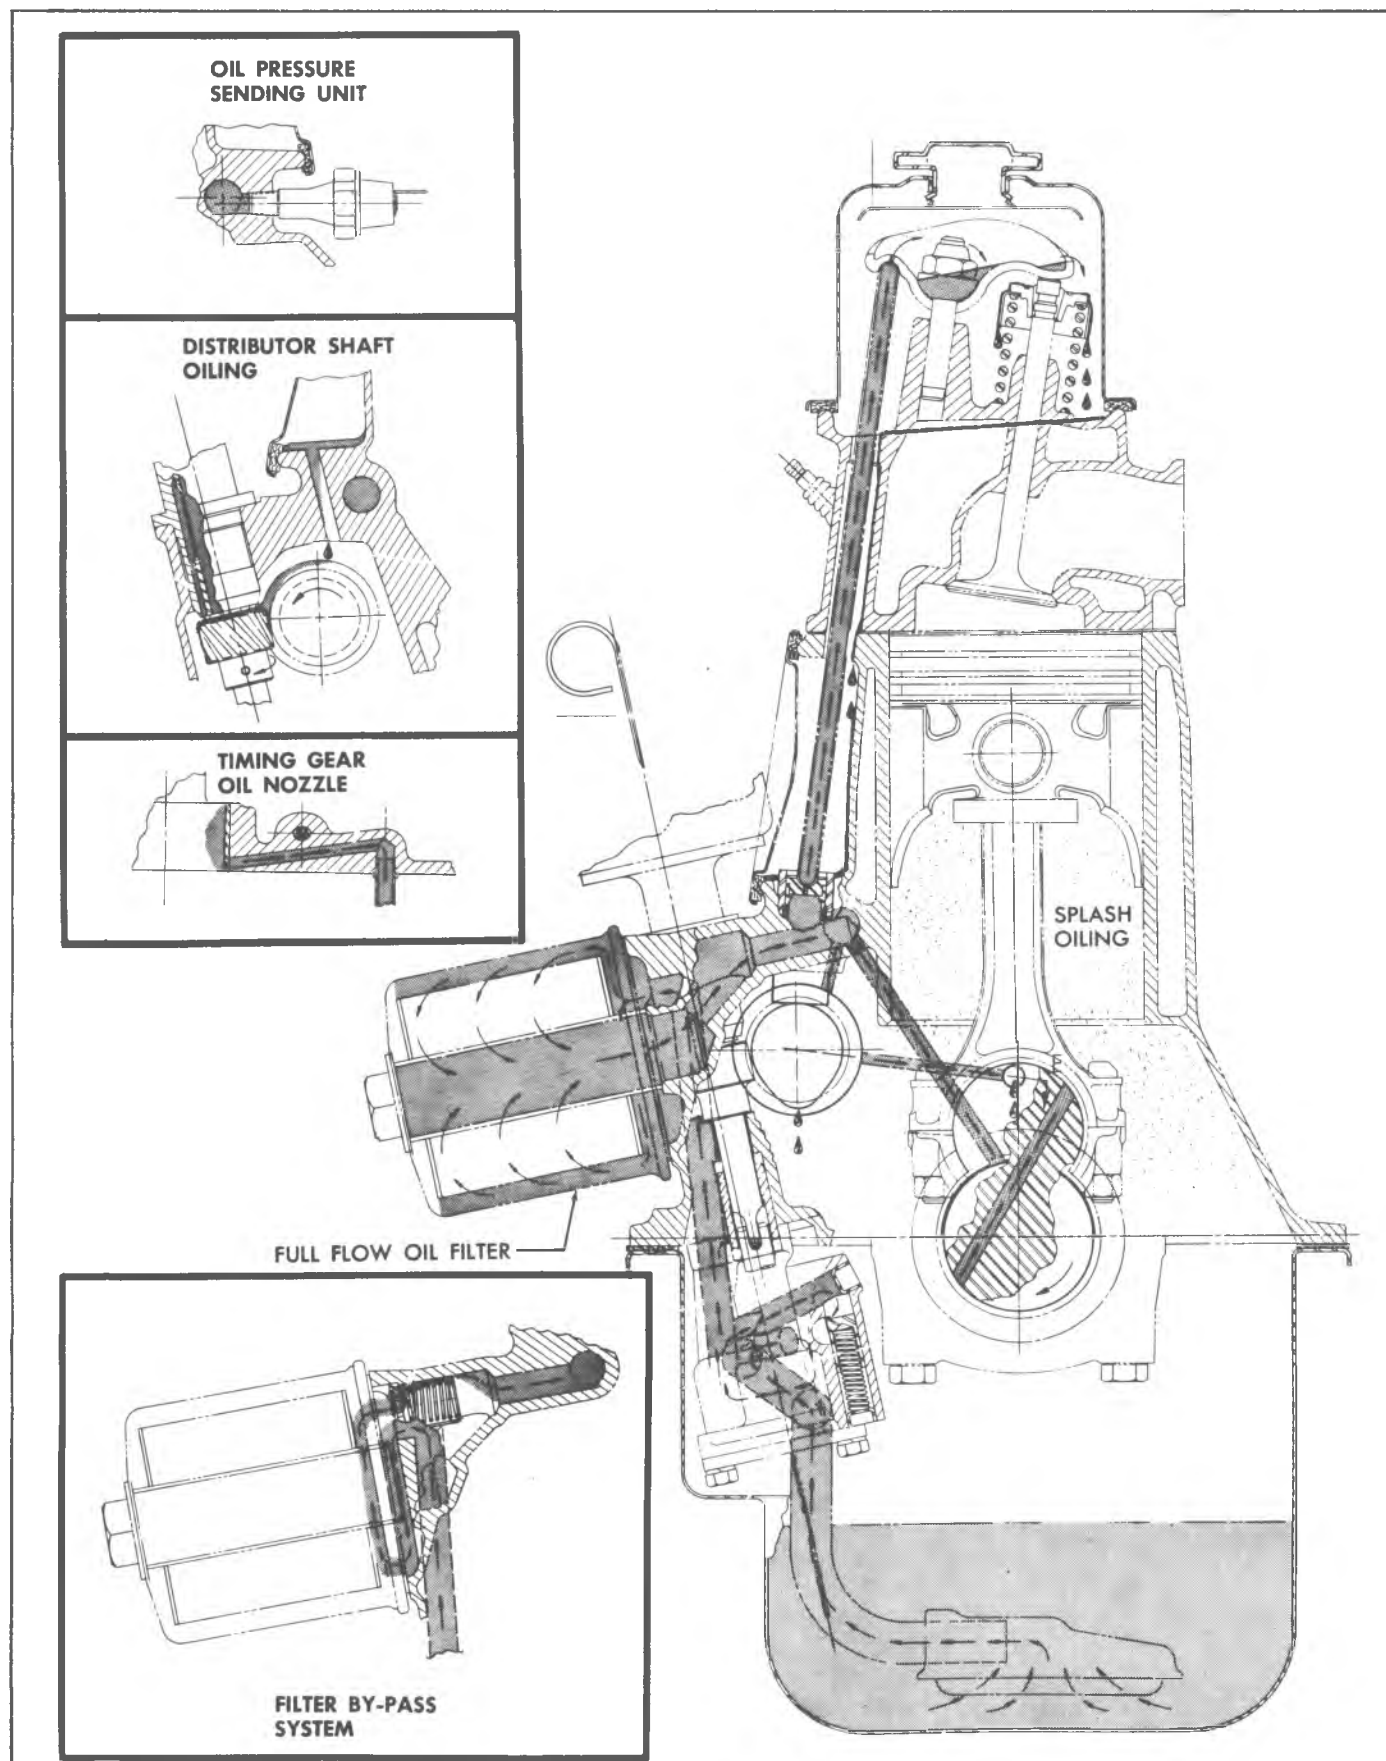 OIL PRESSURE
SENDING UNIT
DISTRIBUTOR SHAFT
OILING
TIMING GEAR
OIL NOZZLE
SPLASH
OILING
FULL FLOW OIL FILTER
FILTER BY-PASS
SYSTEM